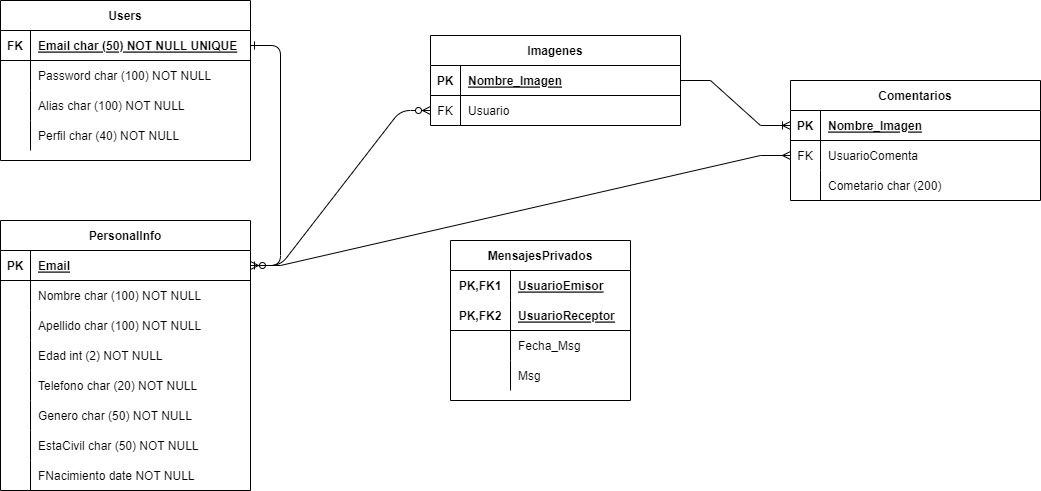 Users
FK Email char (50) NOT NULL UNIQUE
Password char (100) NOT NULL
Alias char (100) NOT NULL
Perfil char (40) NOT NULL
Imagenes
PK Nombre_Imagen
FK Usuario
Comentarios
PK Nombre_Imagen
FK UsuarioComenta
Cometario char (200)
PersonalInfo
PK Email
Nombre char (100) NOT NULL
Apellido char (100) NOT NULL
Edad int (2) NOT NULL
Telefono char (20) NOT NULL
Genero char (50) NOT NULL
EstaCivil char (50) NOT NULL
FNacimiento date NOT NULL
MensajesPrivados
PK,FK1 UsuarioEmisor
PK,FK2 UsuarioReceptor
Fecha_Msg
Msg